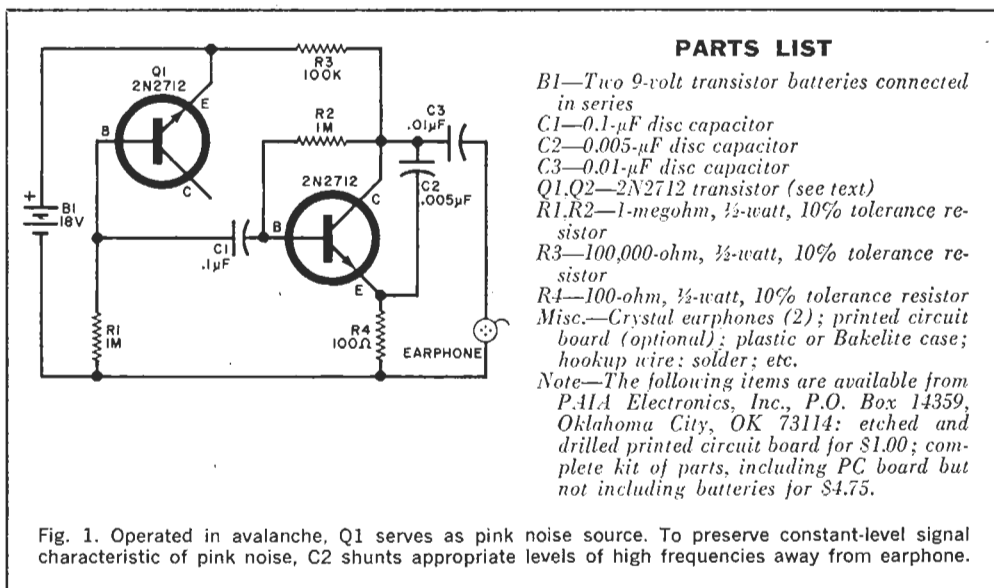 Q1
2N2712
E
B
C
R3
100K
R2
1M
C3
.01µF
2N2712
C
C2
.005µF
B
E
+
B1
18V
C1
.1µF
R1
1M
R4
100Ω
EARPHONE
PARTS LIST
B1—Two 9-volt transistor batteries connected
in series
C1—0.1-µF disc capacitor
C2—0.005-µF disc capacitor
C3—0.01-µF disc capacitor
Q1,Q2—2N2712 transistor (see text)
R1,R2—1-megohm, ½-watt, 10% tolerance re-
sistor
R3—100,000-ohm, ½-watt, 10% tolerance re-
sistor
R4—100-ohm, ½-watt, 10% tolerance resistor
Misc.—Crystal earphones (2); printed circuit
board (optional); plastic or Bakelite case;
hookup wire; solder; etc.
Note—The following items are available from
PAIA Electronics, Inc., P.O. Box 14359,
Oklahoma City, OK 73114: etched and
drilled printed circuit board for $1.00; com-
plete kit of parts, including PC board but
not including batteries for $4.75.
Fig. 1. Operated in avalanche, Q1 serves as pink noise source. To preserve constant-level signal
characteristic of pink noise, C2 shunts appropriate levels of high frequencies away from earphone.